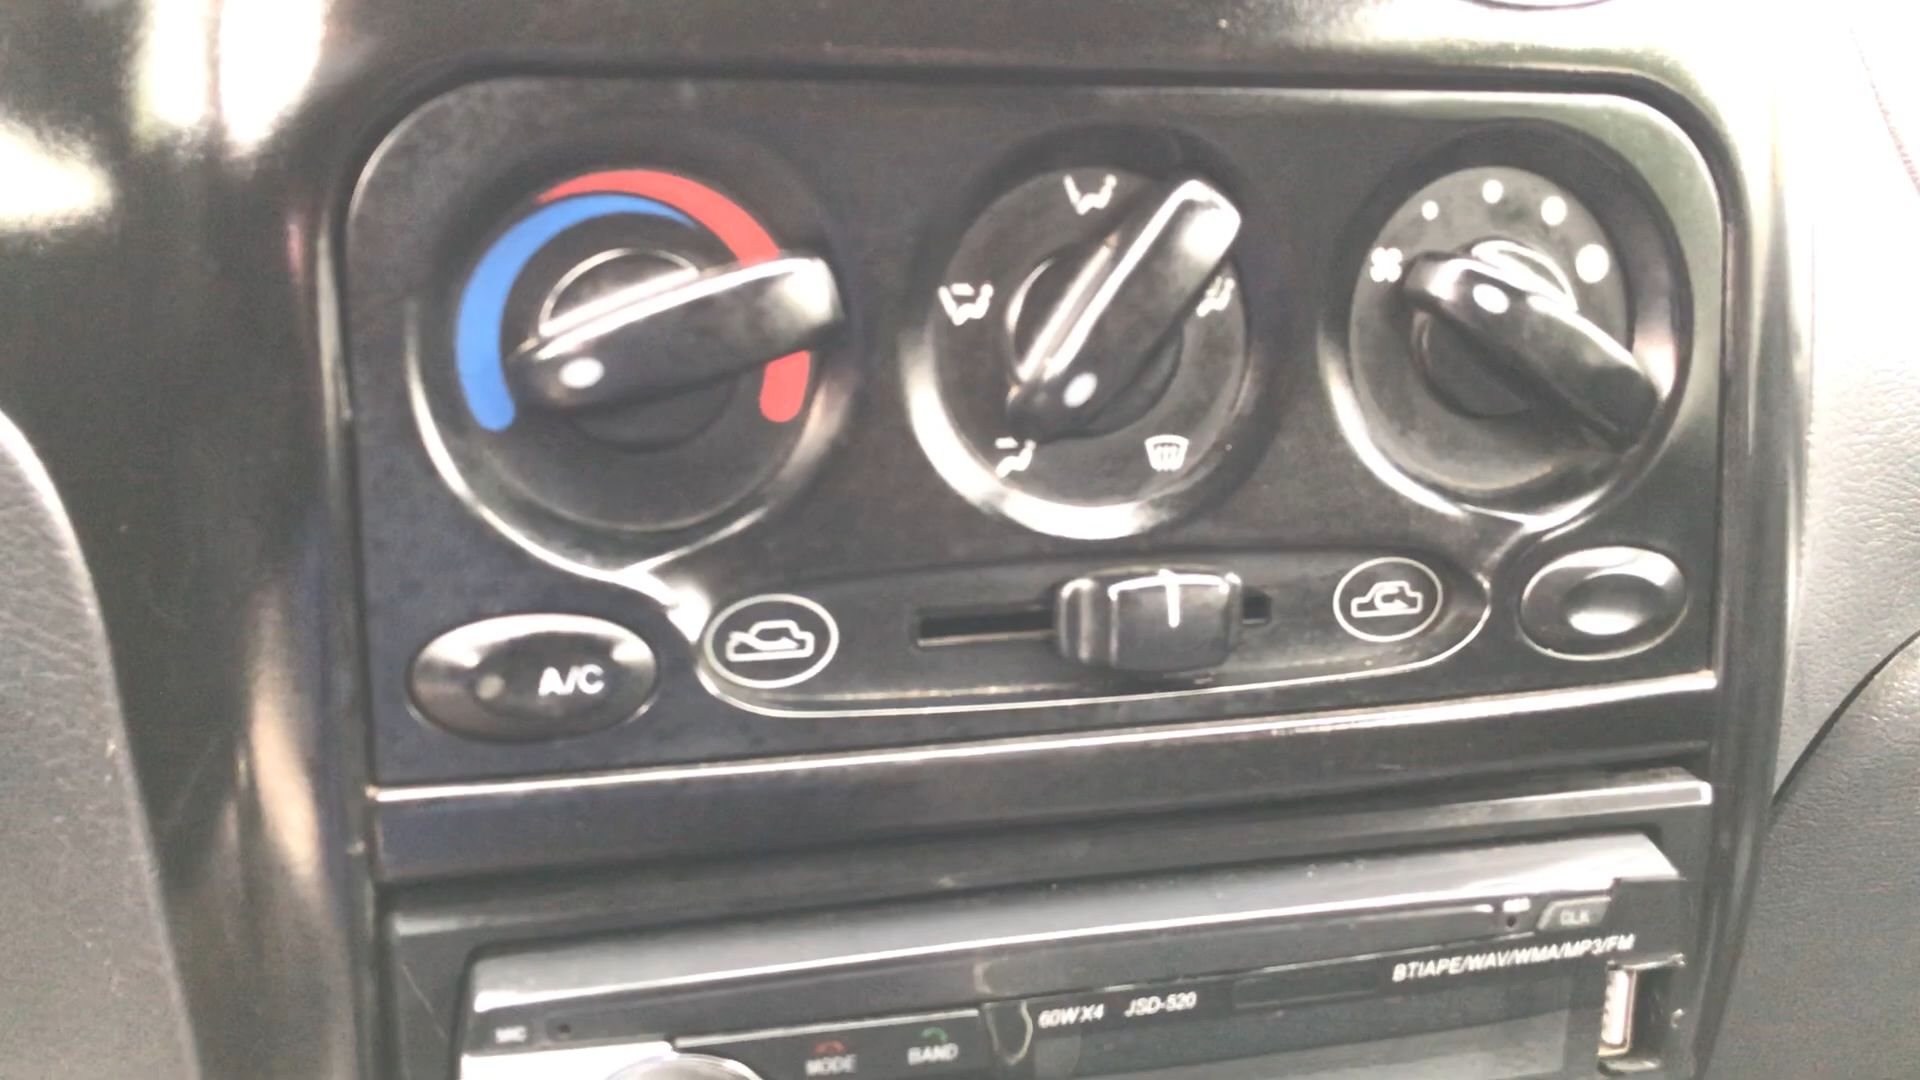 A/C
CLK
BT/APE/WAV/WMA/MP3/FM
60W X4 JSD-520
MIC
MODE BAND